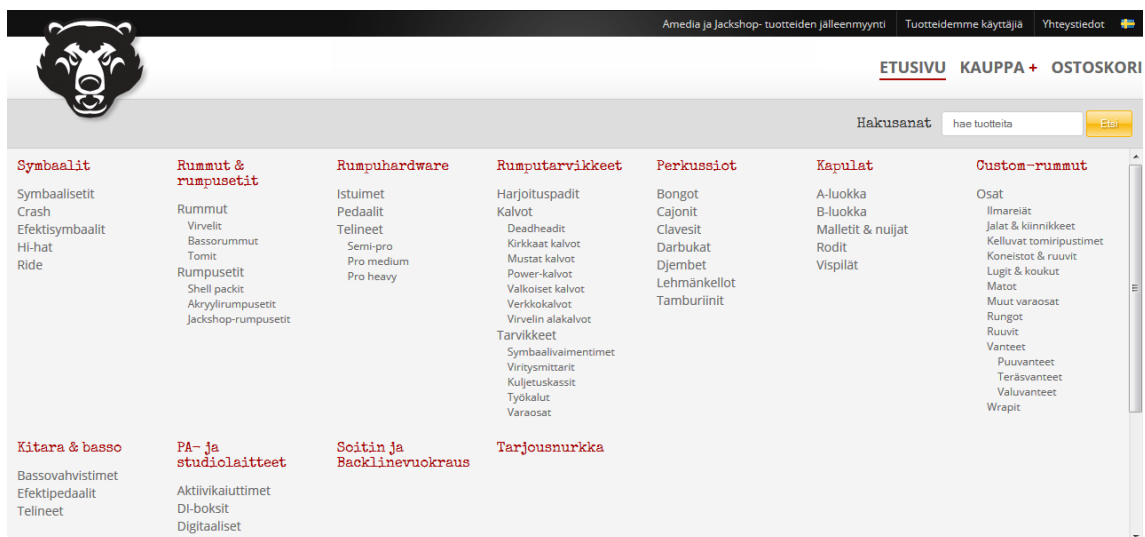 Amedia ja Jackshop- tuotteiden jälleenmyynti Tuotteidemme käyttäjiä Yhteystiedot
ETUSIVU KAUPPA + OSTOSKORI
Hakusanat hae tuotteita Etsi
Symbaalit
Symbaalisetit
Crash
Efektisymbaalit
Hi-hat
Ride
Rummut &
rumpusetit
Rummut
Virvelit
Bassorummut
Tomit
Rumpusetit
Shell packit
Akryylirumpusetit
Jackshop-rumpusetit
Rumpuhardware
Istuimet
Pedaalit
Telineet
Semi-pro
Pro medium
Pro heavy
Rumputarvikkeet
Harjoituspadit
Kalvot
Deadheadit
Kirkkaat kalvot
Mustat kalvot
Power-kalvot
Valkoiset kalvot
Verkkokalvot
Virvelin alakalvot
Tarvikkeet
Symbaalivaimentimet
Viritysmittarit
Kuljetuskassit
Työkalut
Varaosat
Perkussiot
Bongot
Cajonit
Clavesit
Darbukat
Djembet
Lehmänkellot
Tamburiinit
Kapulat
A-luokka
B-luokka
Malletit & nuijat
Rodit
Vispilät
Custom-rummut
Osat
Ilmareiät
Jalat & kiinnikkeet
Kelluvat tomiripustimet
Koneistot & ruuvit
Lugit & koukut
Matot
Muut varaosat
Rungot
Ruuvit
Vanteet
Puuvanteet
Teräsvanteet
Valuvanteet
Wrapit
Kitara & basso
Bassovahvistimet
Efektipedaalit
Telineet
PA- ja
studiolaitteet
Aktiivikaiuttimet
DI-boksit
Digitaaliset
Soitin ja
Backlinevuokraus
Tarjousnurkka